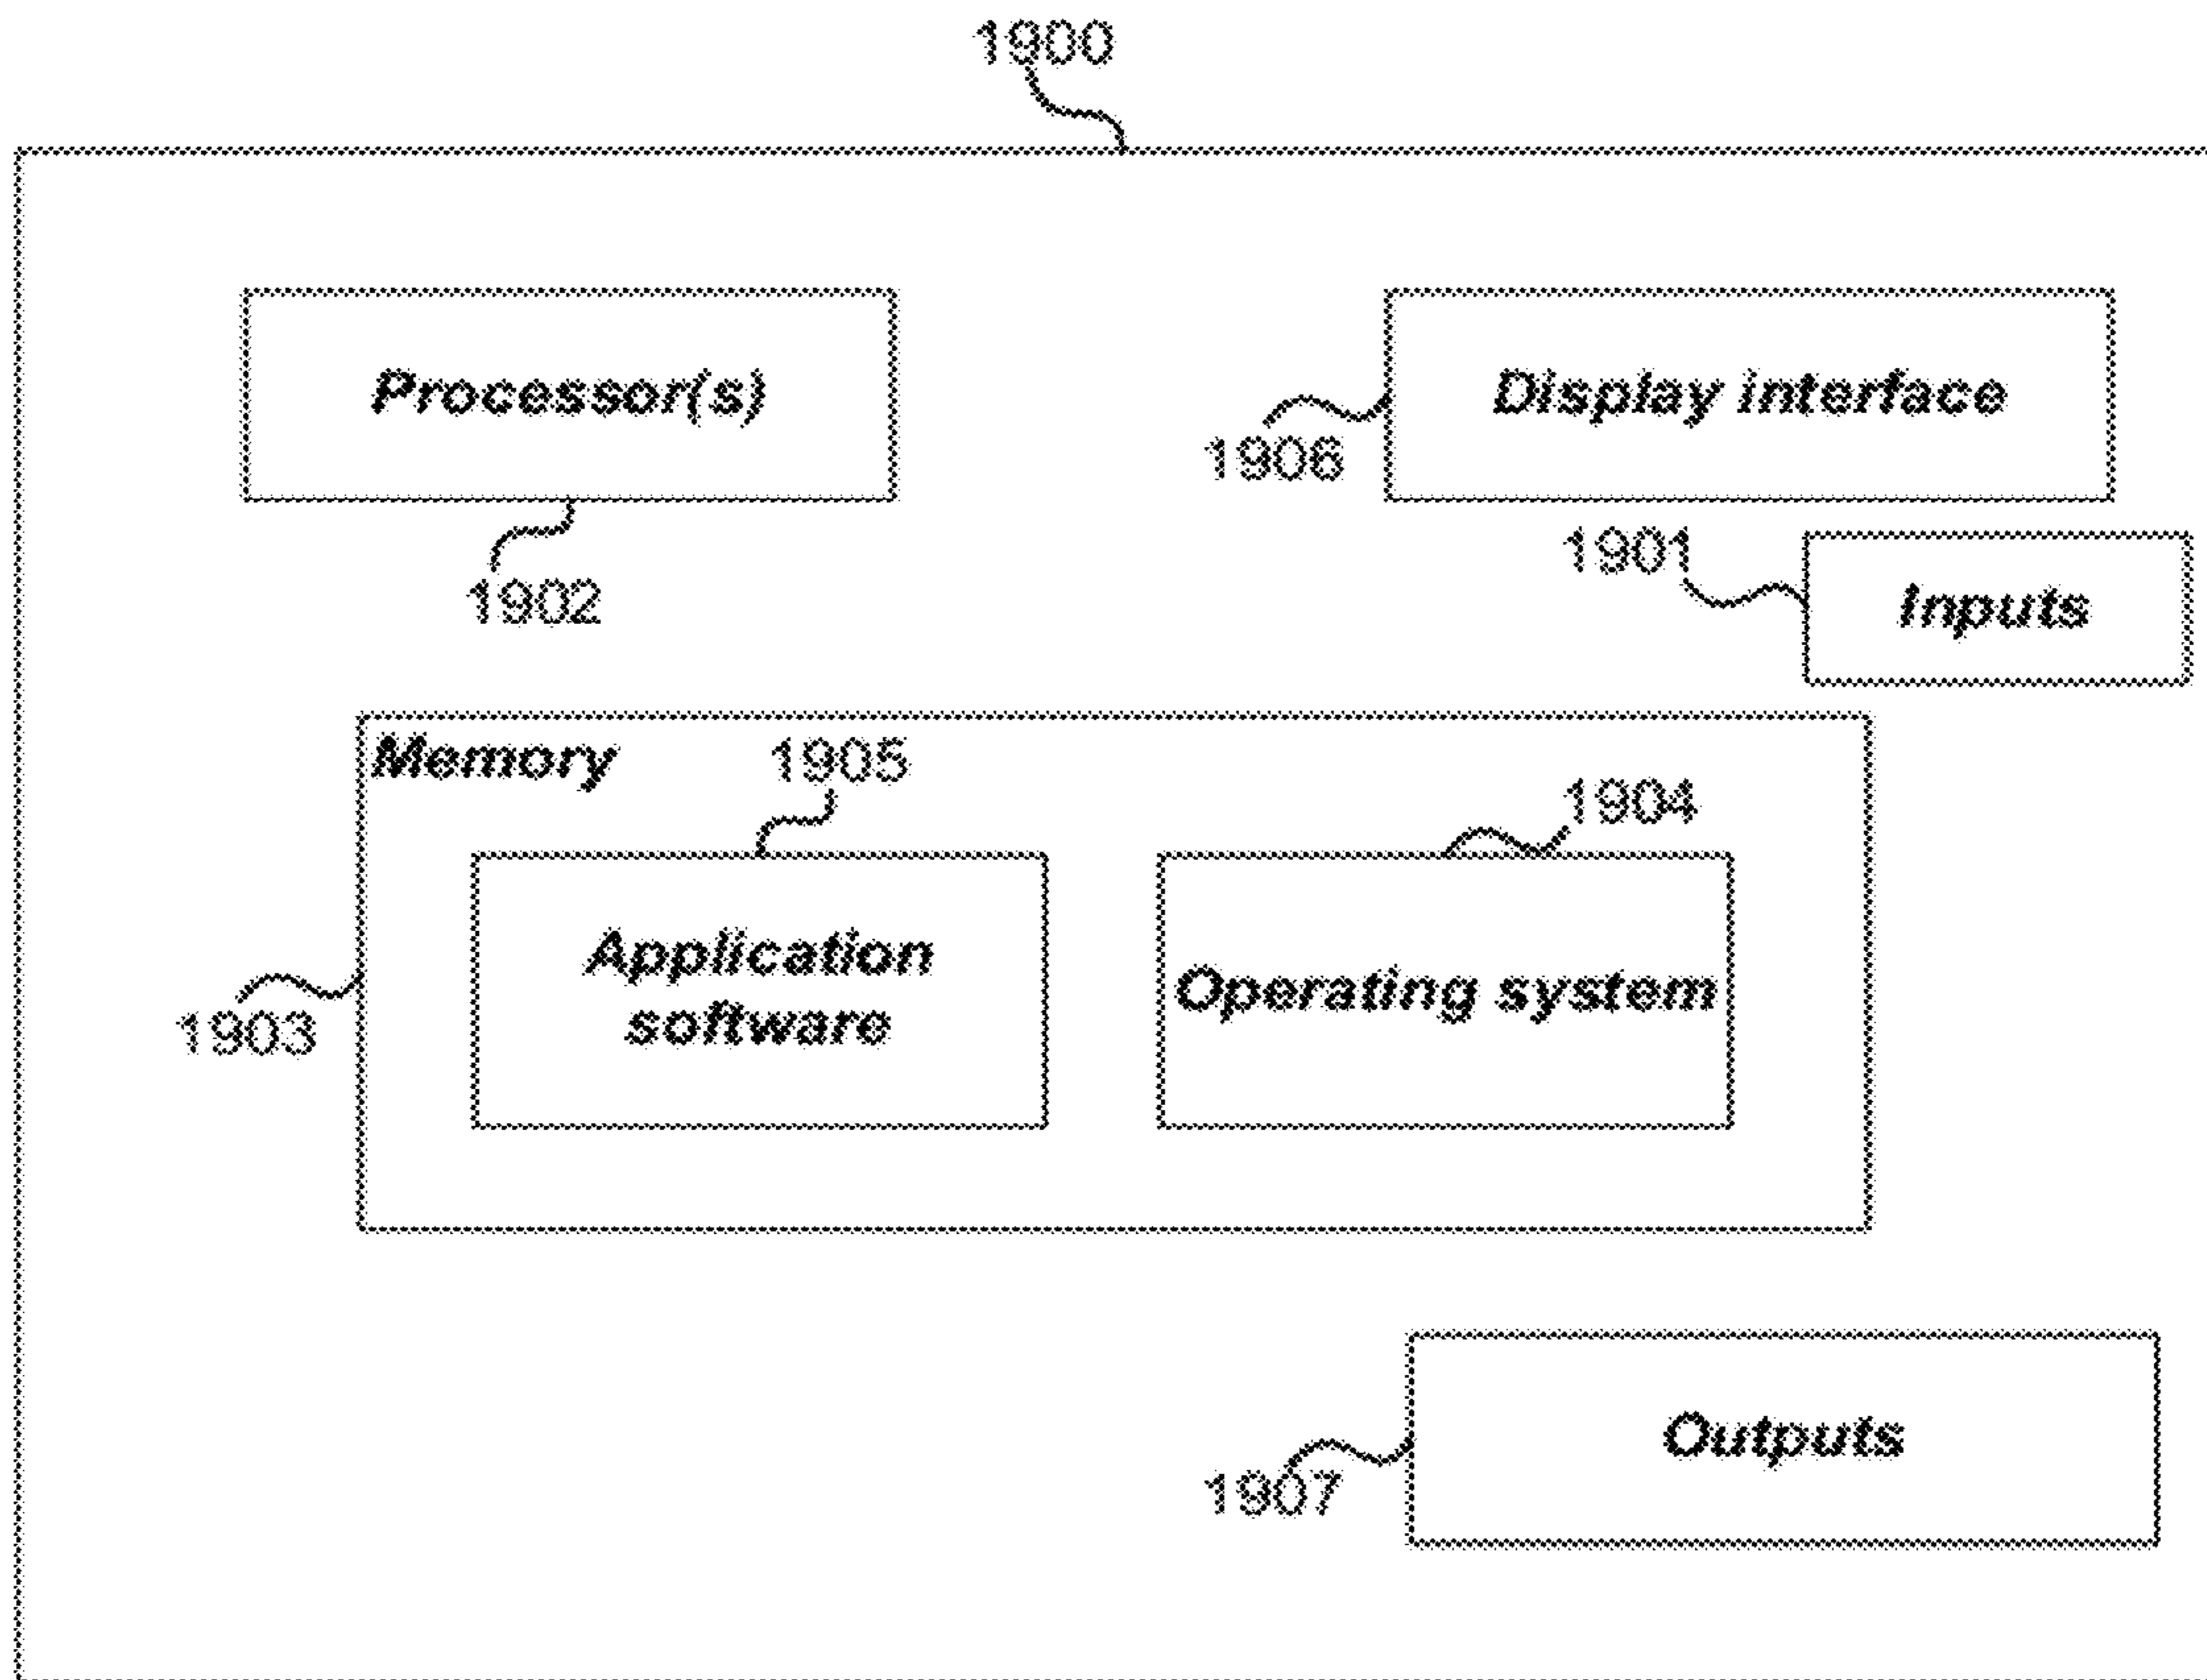 1900
Processor(s)
Display interface
1906
1901
Inputs
1902
Memory
1905
1904
Application
software
Operating system
1903
Outputs
1907